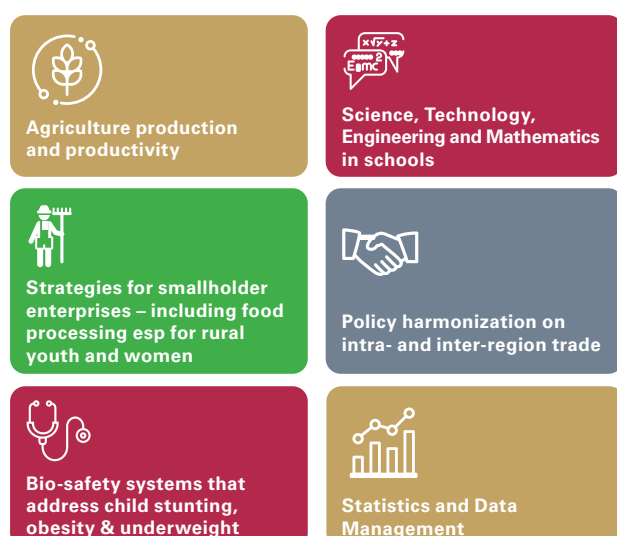 Agriculture production
and productivity
x√y+z
E=mc²
Science, Technology,
Engineering and Mathematics
in schools
Strategies for smallholder
enterprises – including food
processing esp for rural
youth and women
Policy harmonization on
intra- and inter-region trade
Bio-safety systems that
address child stunting,
obesity & underweight
Statistics and Data
Management